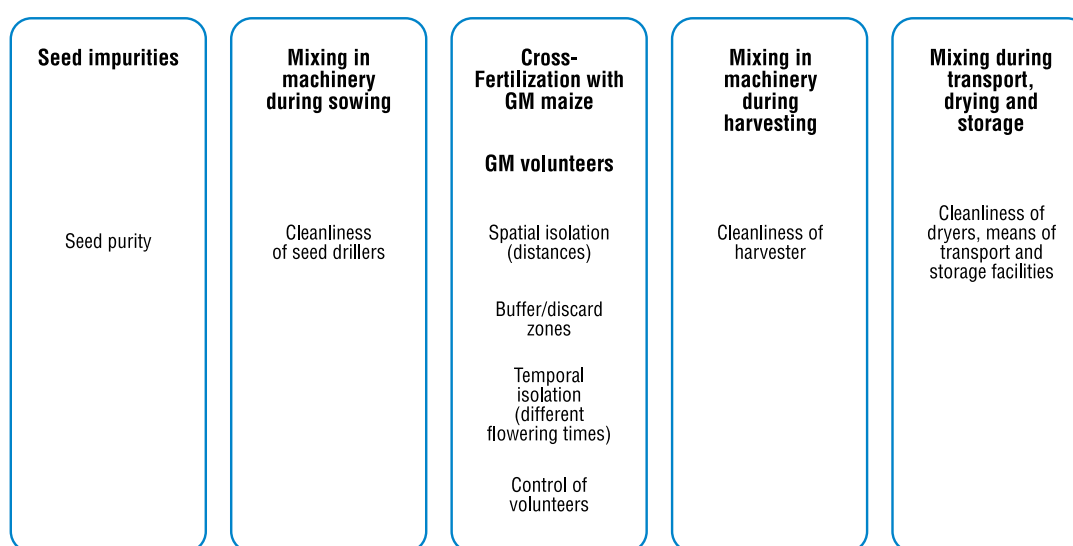 Seed impurities
Seed purity
Mixing in
machinery
during sowing
Cleanliness
of seed drillers
Cross-
Fertilization with
GM maize
GM volunteers
Spatial isolation
(distances)
Buffer/discard
zones
Temporal
isolation
(different
flowering times)
Control of
volunteers
Mixing in
machinery
during
harvesting
Cleanliness of
harvester
Mixing during
transport,
drying and
storage
Cleanliness of
dryers, means of
transport and
storage facilities